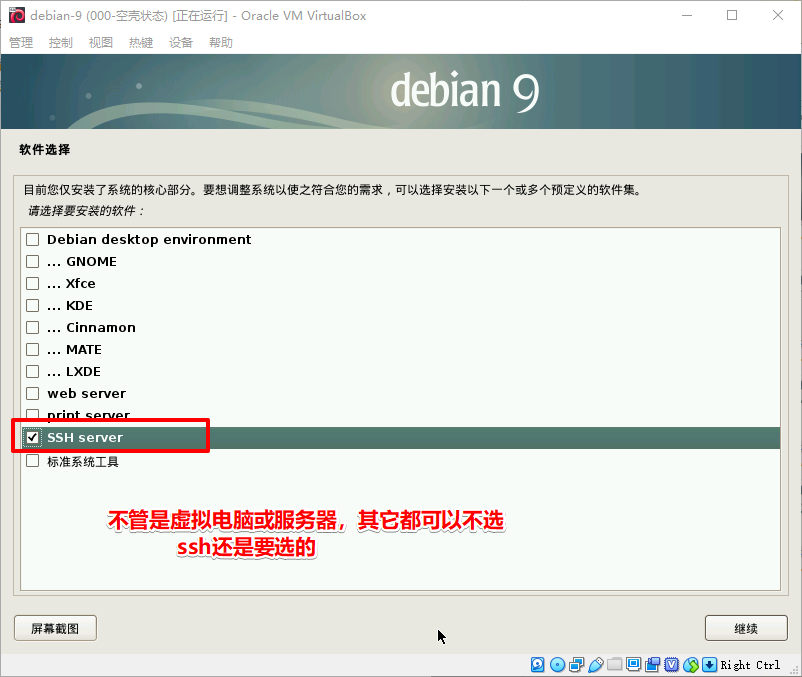 debian-9 (000-空壳状态) [正在运行] - Oracle VM VirtualBox
管理 控制 视图 热键 设备 帮助
debian 9
软件选择
目前您仅安装了系统的核心部分。要想调整系统以使之符合您的需求，可以选择安装以下一个或多个预定义的软件集。
请选择要安装的软件：
Debian desktop environment
... GNOME
... Xfce
... KDE
... Cinnamon
... MATE
... LXDE
web server
print server
SSH server
标准系统工具
不管是虚拟电脑或服务器，其它都可以不选
ssh还是要选的
屏幕截图 继续
Right Ctrl